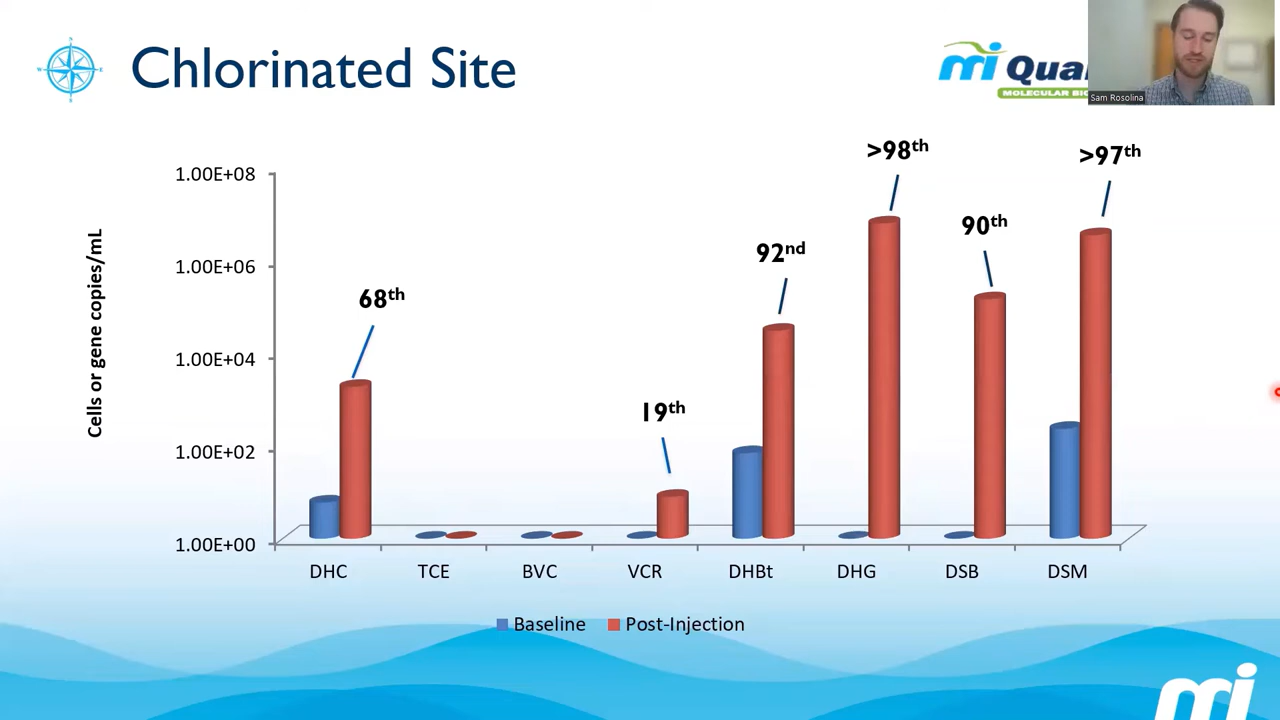 Chlorinated Site
mi
MOLECULAR
Sam Rosolina
Cells or gene copies/mL
1.00E+08
1.00E+06
1.00E+04
1.00E+02
1.00E+00
68th
19th
92nd
>98th
90th
>97th
DHC
TCE
BVC
VCR
DHBt
DHG
DSB
DSM
Baseline
Post-Injection
mi